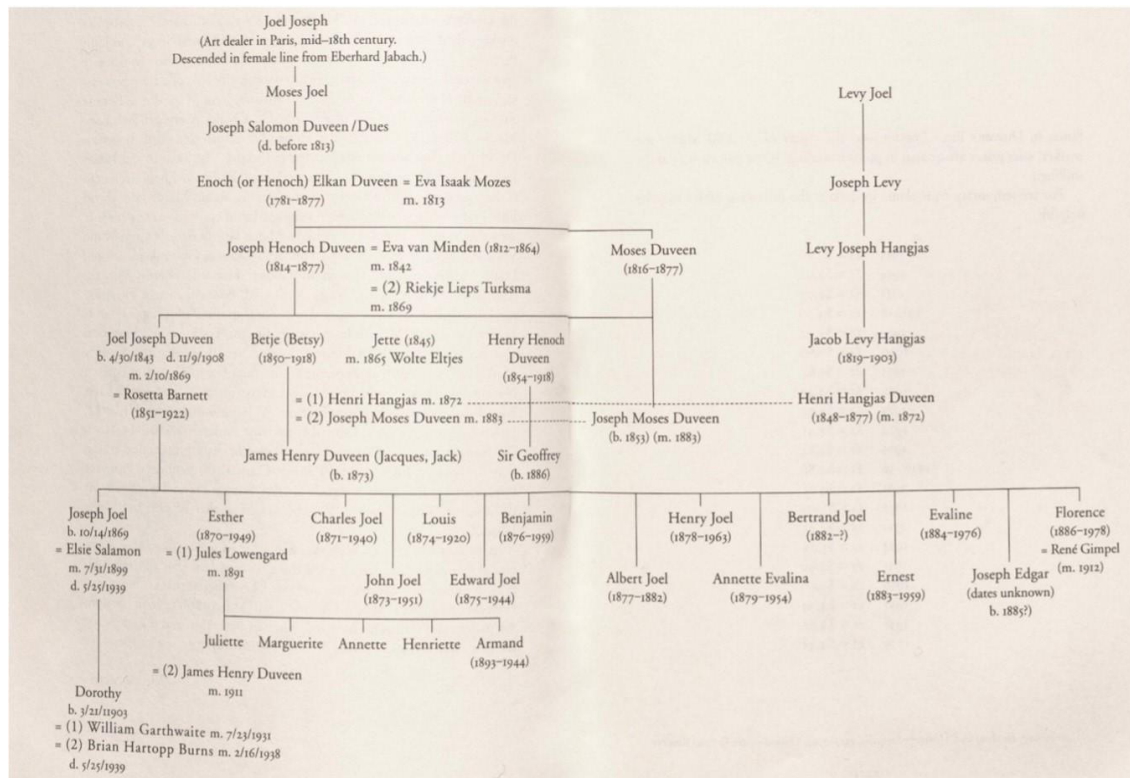 Joel Joseph
(Art dealer in Paris, mid–18th century.
Descended in female line from Eberhard Jabach.)
Moses Joel
Levy Joel
Joseph Salomon Duveen/Dues
(d. before 1813)
Enoch (or Henoch) Elkan Duveen = Eva Isaak Mozes
(1781–1877) m. 1813
Joseph Levy
Joseph Henoch Duveen = Eva van Minden (1812–1864)
(1814–1877) m. 1842
= (2) Riekje Lieps Turksma
m. 1869
Moses Duveen
(1816–1877)
Levy Joseph Hangjas
Joel Joseph Duveen
b. 4/30/1843 d. 11/9/1908
m. 2/10/1869
= Rosetta Barnett
(1851–1922)
Betje (Betsy)
(1850–1918)
Jette (1845)
m. 1865 Wolte Eltjes
Henry Henoch
Duveen
(1854–1918)
Jacob Levy Hangjas
(1819–1903)
= (1) Henri Hangjas m. 1872
= (2) Joseph Moses Duveen m. 1883
Joseph Moses Duveen
(b. 1853) (m. 1883)
Henri Hangjas Duveen
(1848–1877) (m. 1872)
James Henry Duveen (Jacques, Jack)
(b. 1873)
Sir Geoffrey
(b. 1886)
Joseph Joel
b. 10/14/1869
= Elsie Salamon
m. 7/31/1899
d. 5/25/1939
Esther
(1870–1949)
= (1) Jules Lowengard
m. 1891
Charles Joel
(1871–1940)
John Joel
(1873–1951)
Louis
(1874–1920)
Edward Joel
(1875–1944)
Benjamin
(1876–1959)
Albert Joel
(1877–1882)
Henry Joel
(1878–1963)
Annette Evalina
(1879–1954)
Bertrand Joel
(1882–?)
Ernest
(1883–1959)
Evaline
(1884–1976)
Joseph Edgar
(dates unknown)
b. 1885?)
Florence
(1886–1978)
= René Gimpel
(m. 1912)
Juliette Marguerite Annette Henriette Armand
(1893–1944)
= (2) James Henry Duveen
m. 1911
Dorothy
b. 3/21/11903
= (1) William Garthwaite m. 7/23/1931
= (2) Brian Hartopp Burns m. 2/16/1938
d. 5/25/1939